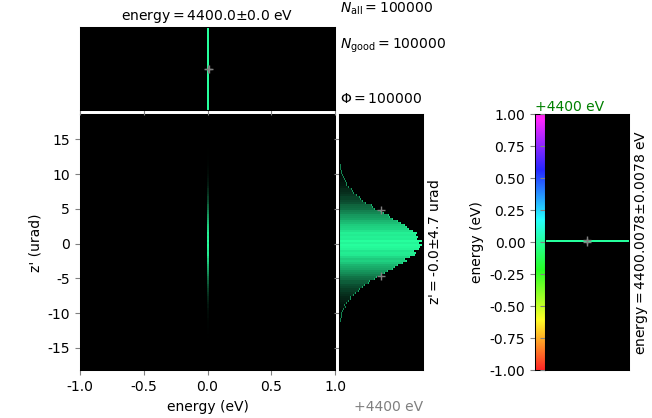 energy = 4400.0±0.0 eV
N_all = 100000
N_good = 100000
Φ = 100000
+4400 eV
15
10
5
0
-5
-10
-15
z' (urad)
-1.0 -0.5 0.0 0.5 1.0
energy (eV)
+4400 eV
z' = -0.0±4.7 urad
1.00
0.75
0.50
0.25
0.00
-0.25
-0.50
-0.75
-1.00
energy (eV)
energy = 4400.0078±0.0078 eV